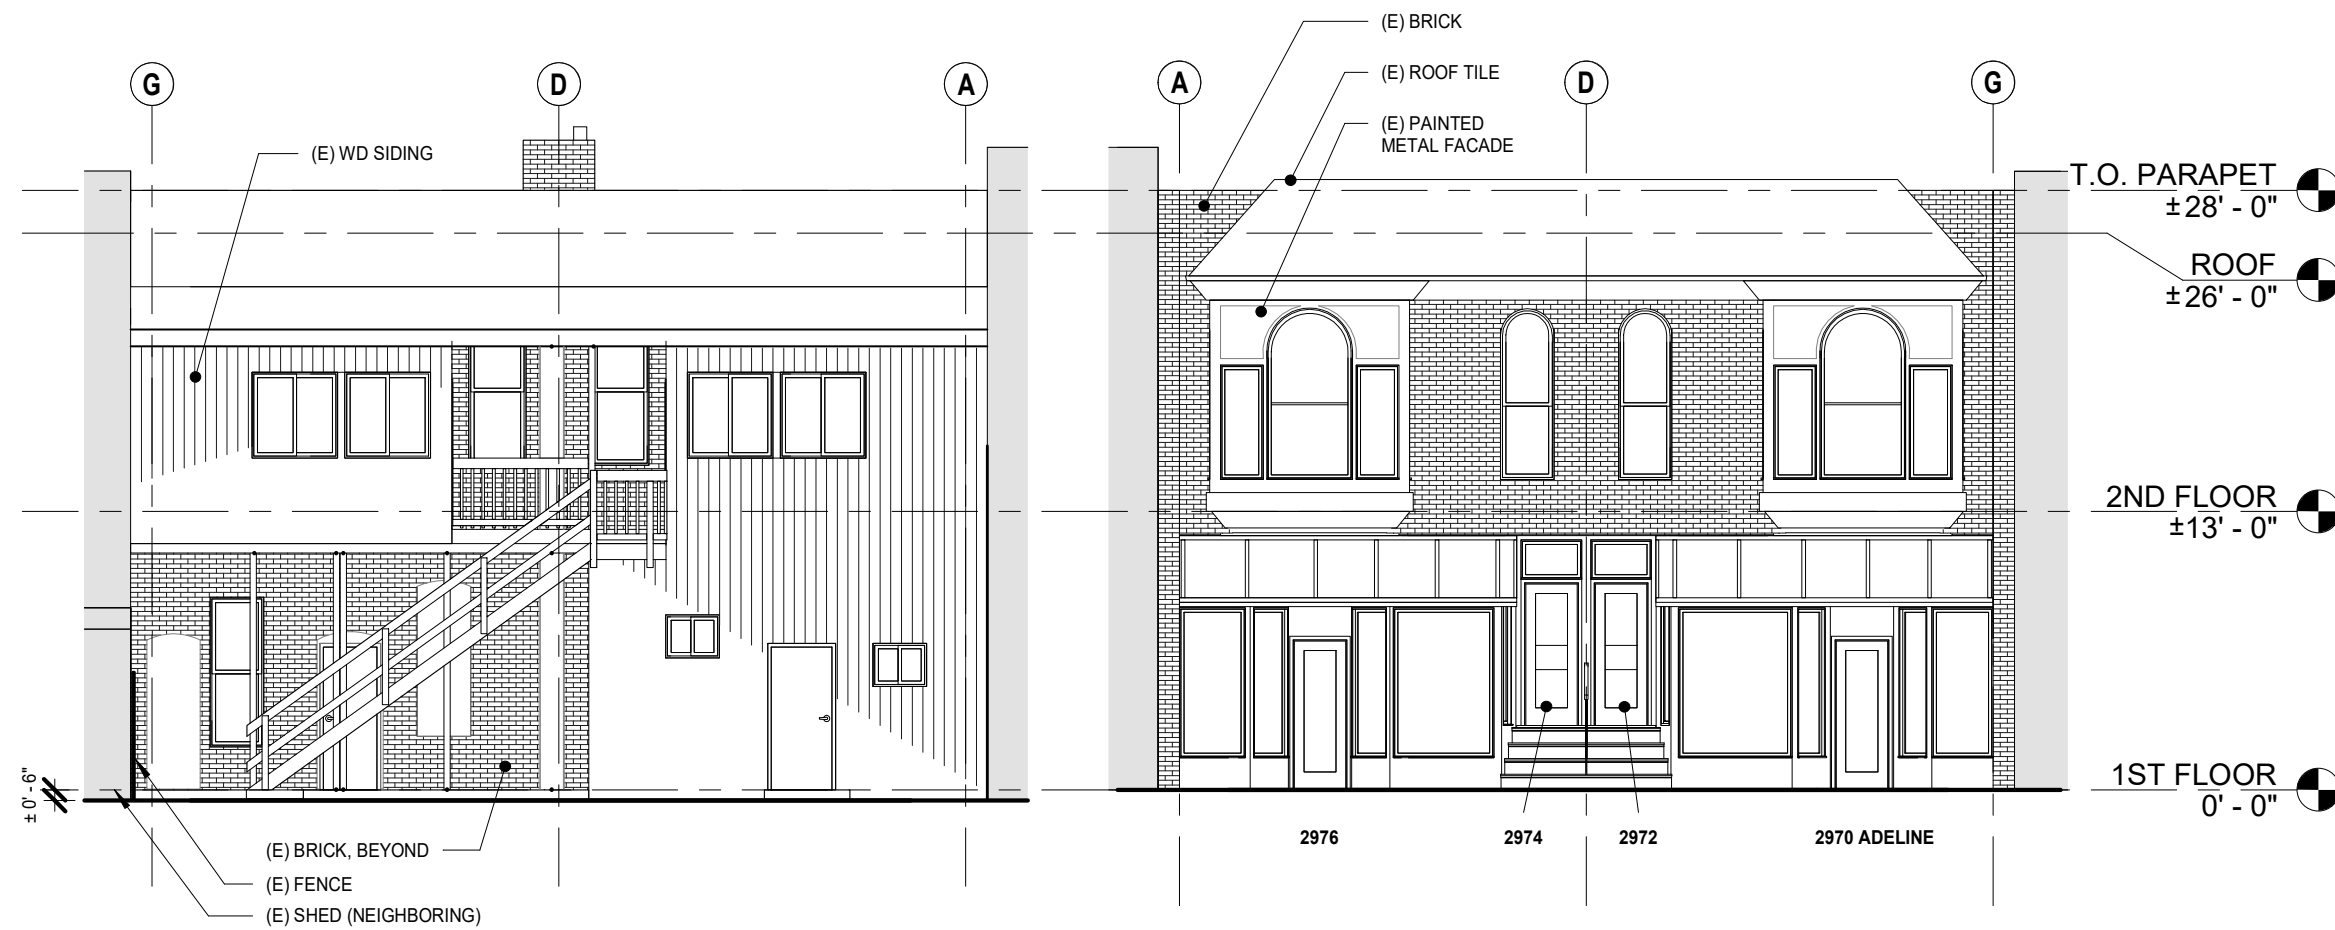 (E) BRICK
(E) ROOF TILE
(E) PAINTED
METAL FACADE
G
D
A
A
D
G
(E) WD SIDING
T.O. PARAPET
±28' - 0"
ROOF
±26' - 0"
2ND FLOOR
±13' - 0"
1ST FLOOR
0' - 0"
± 0' - 6"
2976
2974
2972
2970 ADELINE
(E) BRICK, BEYOND
(E) FENCE
(E) SHED (NEIGHBORING)